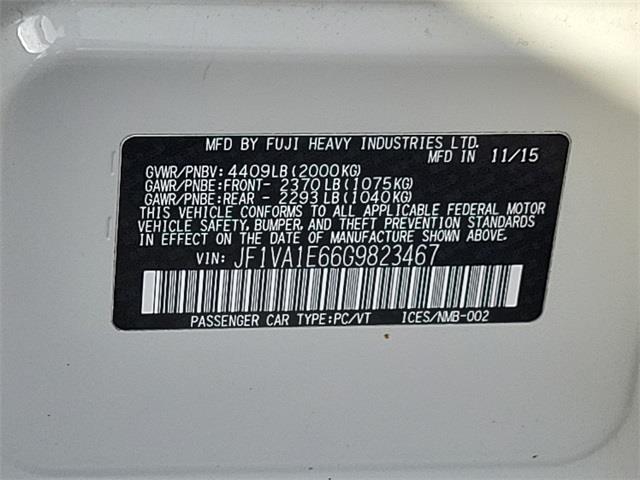 MFD BY FUJI HEAVY INDUSTRIES LTD.
MFD IN 11/15
GVWR/PNBV: 4409LB(2000KG)
GAWR/PNBE:FRONT- 2370LB(1075KG)
GAWR/PNBE:REAR - 2293LB(1040KG)
THIS VEHICLE CONFORMS TO ALL APPLICABLE FEDERAL MOTOR
VEHICLE SAFETY, BUMPER, AND THEFT PREVENTION STANDARDS
IN EFFECT ON THE DATE OF MANUFACTURE SHOWN ABOVE.
VIN: JF1VA1E66G9823467
PASSENGER CAR TYPE:PC/VT ICES/NMB-002